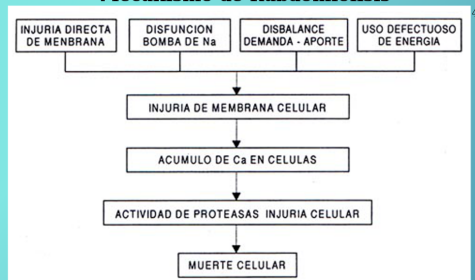 INJURIA DIRECTA
DE MENBRANA
DISFUNCION
BOMBA DE Na
DISBALANCE
DEMANDA - APORTE
USO DEFECTUOSO
DE ENERGIA
INJURIA DE MEMBRANA CELULAR
ACUMULO DE Ca EN CELULAS
ACTIVIDAD DE PROTEASAS INJURIA CELULAR
MUERTE CELULAR